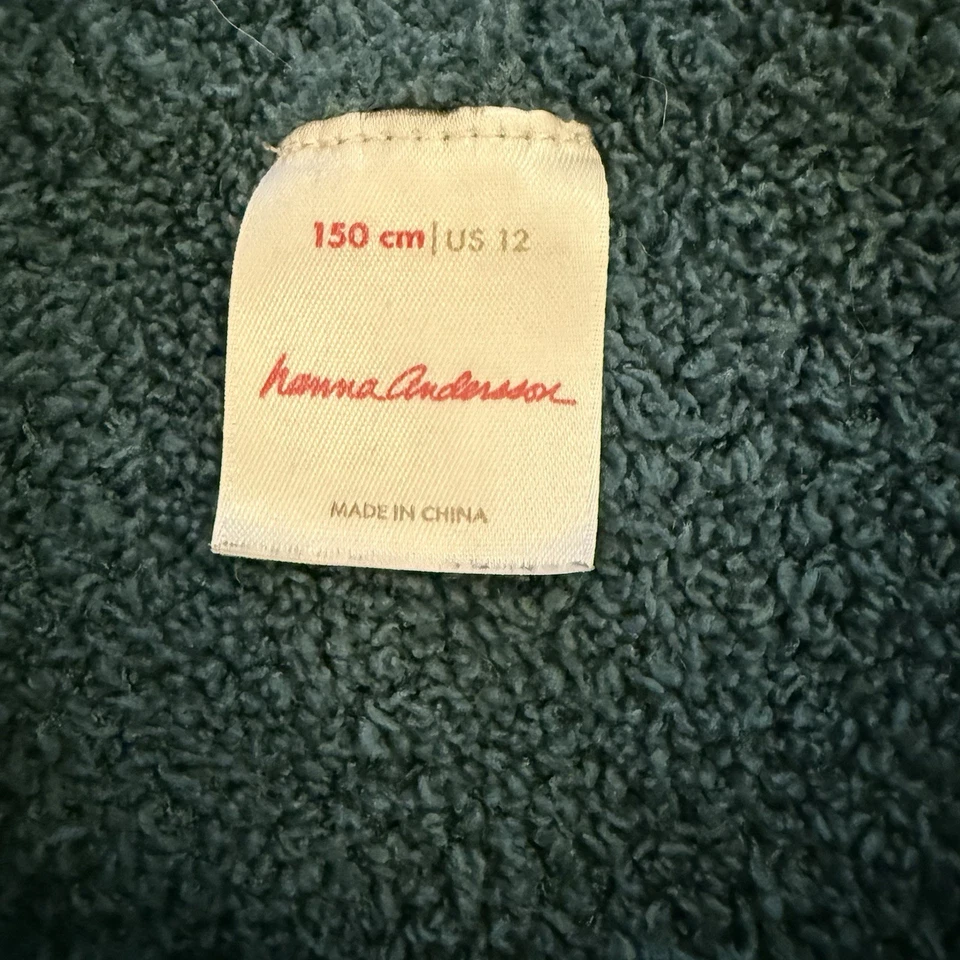 150 cm | US 12
hanna andersson
MADE IN CHINA